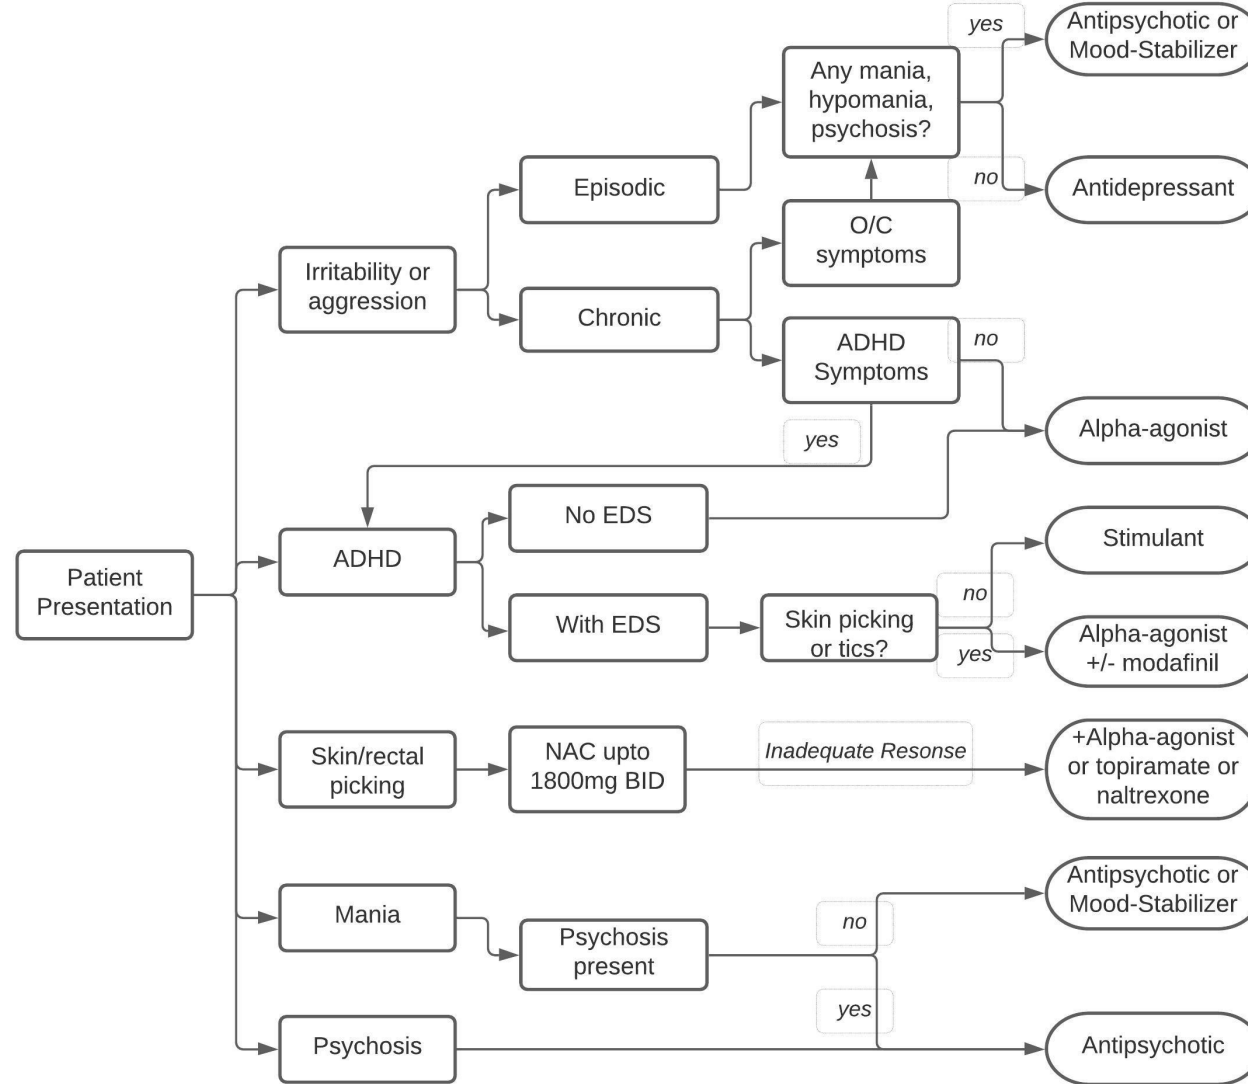 yes
Antipsychotic or
Mood-Stabilizer
Any mania,
hypomania,
psychosis?
no
Antidepressant
Episodic
O/C
symptoms
Irritability or
aggression
Chronic
ADHD
Symptoms
no
yes
Alpha-agonist
No EDS
ADHD
Stimulant
Patient
Presentation
With EDS
Skin picking
or tics?
no
yes
Alpha-agonist
+/- modafinil
Skin/rectal
picking
NAC upto
1800mg BID
Inadequate Resonse
+Alpha-agonist
or topiramate or
naltrexone
Mania
Psychosis
present
no
Antipsychotic or
Mood-Stabilizer
yes
Psychosis
Antipsychotic